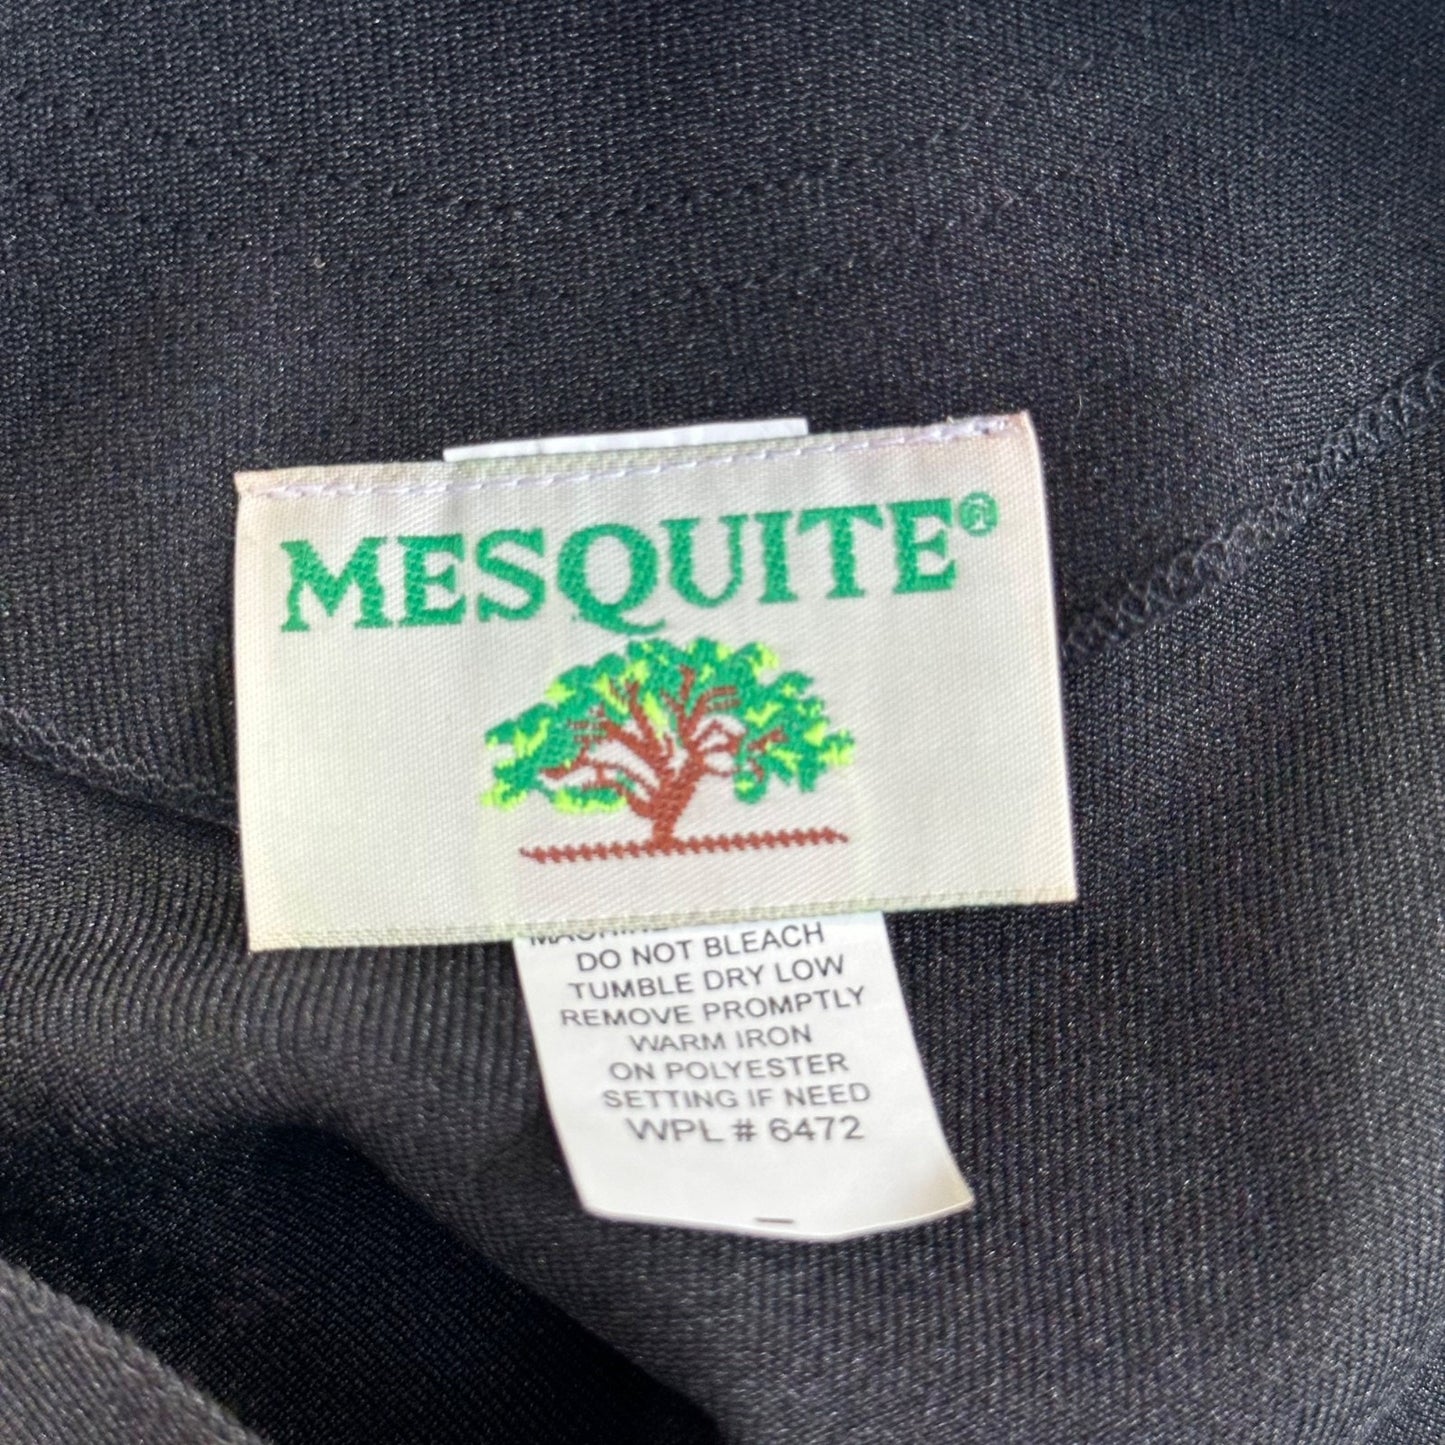 MESQUITE®
DO NOT BLEACH
TUMBLE DRY LOW
REMOVE PROMPTLY
WARM IRON
ON POLYESTER
SETTING IF NEED
WPL # 6472